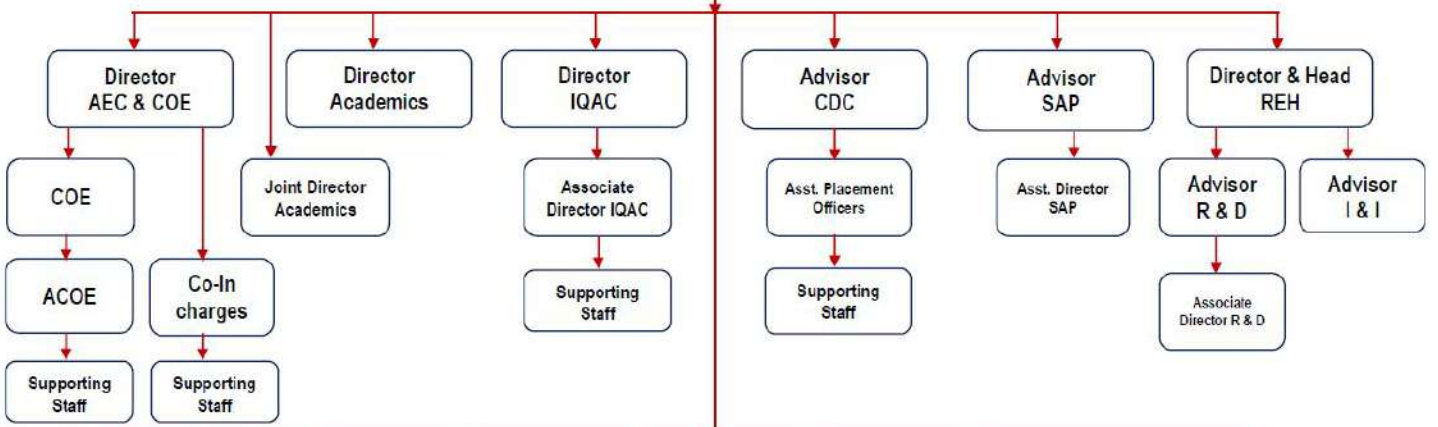 Director
AEC & COE
Director
Academics
Director
IQAC
Advisor
CDC
Advisor
SAP
Director & Head
REH
COE
Joint Director
Academics
Associate
Director IQAC
Asst. Placement
Officers
Asst. Director
SAP
Advisor
R & D
Advisor
I & I
ACOE
Co-In
charges
Supporting
Staff
Supporting
Staff
Associate
Director R & D
Supporting
Staff
Supporting
Staff